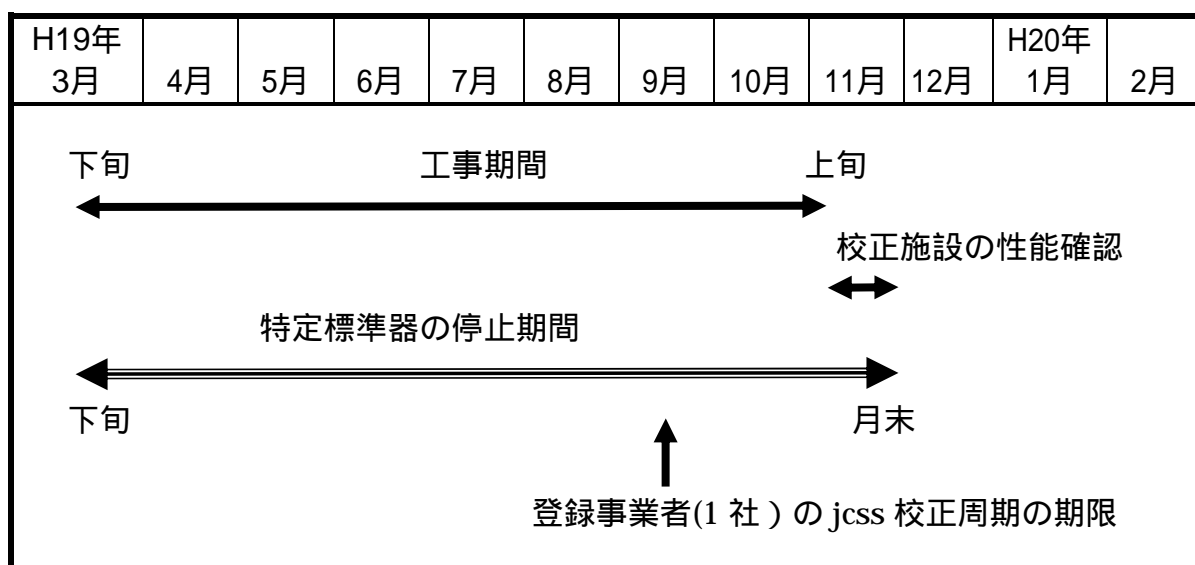 H19年 H20年
3月 4月 5月 6月 7月 8月 9月 10月 11月 12月 1月 2月
下旬 工事期間 上旬
校正施設の性能確認
特定標準器の停止期間
下旬 月末
登録事業者(1 社）の jcss 校正周期の期限